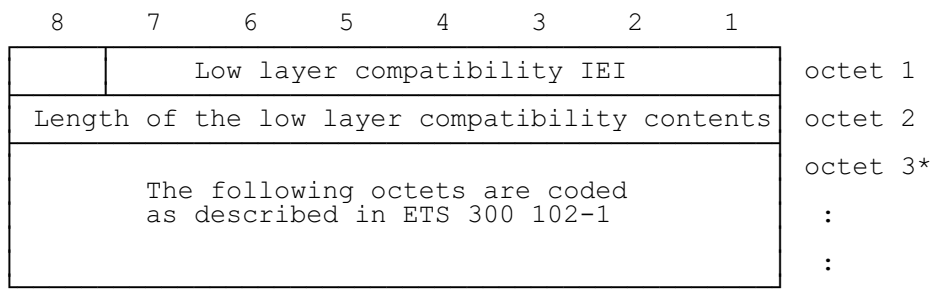 8 7 6 5 4 3 2 1
Low layer compatibility IEI octet 1
Length of the low layer compatibility contents octet 2
octet 3*
The following octets are coded
as described in ETS 300 102-1 :
: